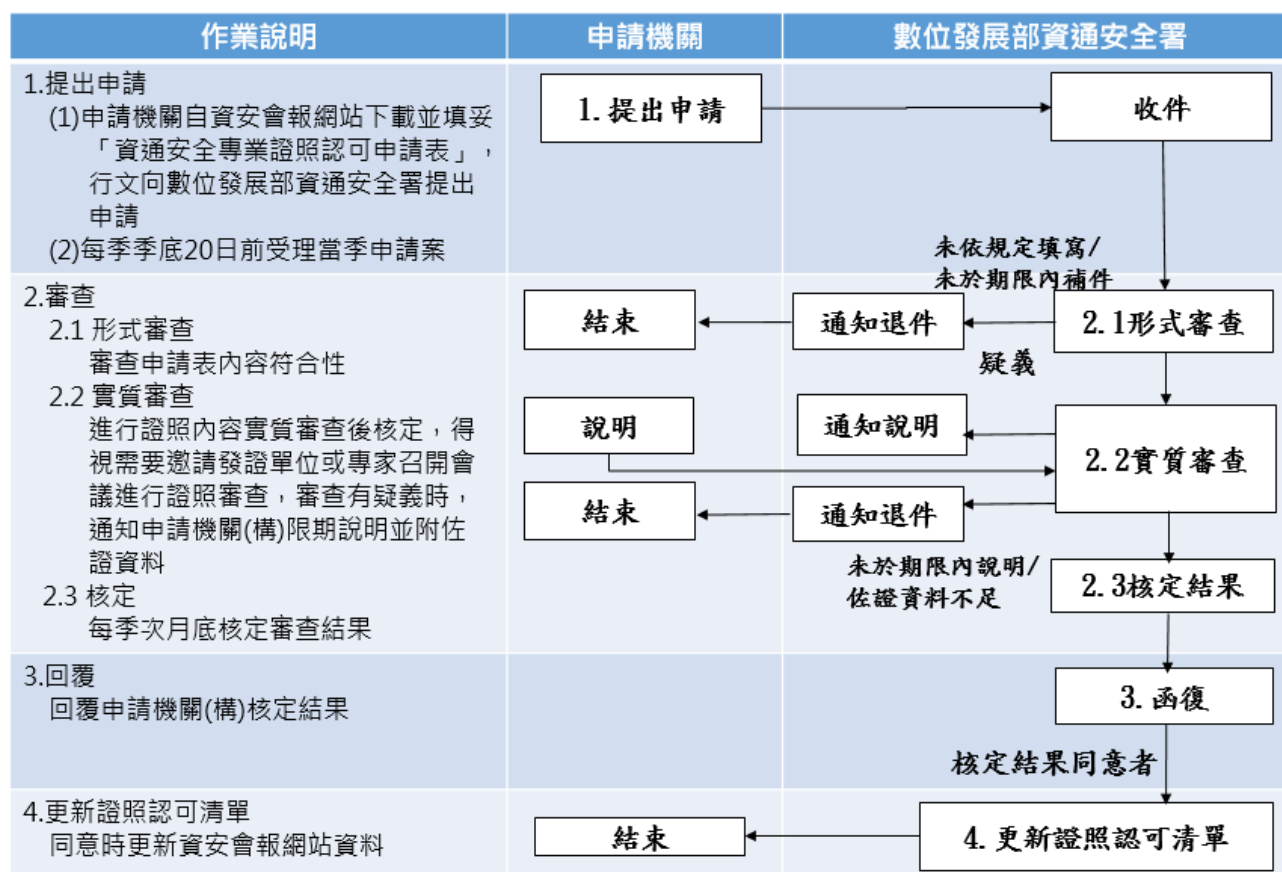 作業說明
申請機關
數位發展部資通安全署
1.提出申請
(1)申請機關自資安會報網站下載並填妥
「資通安全專業證照認可申請表」，
行文向數位發展部資通安全署提出
申請
(2)每季季底20日前受理當季申請案
1.提出申請
收件
2.審查
2.1 形式審查
審查申請表內容符合性
2.2 實質審查
進行證照內容實質審查後核定，得
視需要邀請發證單位或專家召開會
議進行證照審查，審查有疑義時，
通知申請機關(構)限期說明並附佐
證資料
2.3 核定
每季次月底核定審查結果
未依規定填寫/
未於期限內補件
結束
通知退件
2.1形式審查
疑義
說明
通知說明
2.2實質審查
結束
通知退件
未於期限內說明/
佐證資料不足
2.3核定結果
3.回覆
回覆申請機關(構)核定結果
3.函復
核定結果同意者
4.更新證照認可清單
同意時更新資安會報網站資料
結束
4.更新證照認可清單